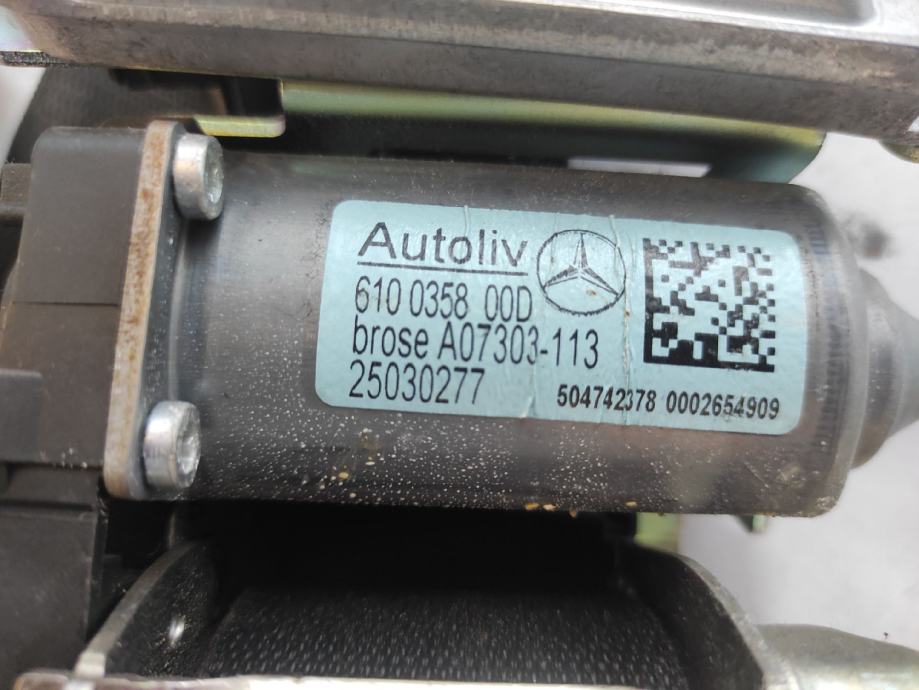 Autoliv
610 0358 00D
brose A07303-113
25030277
504742378 0002654909